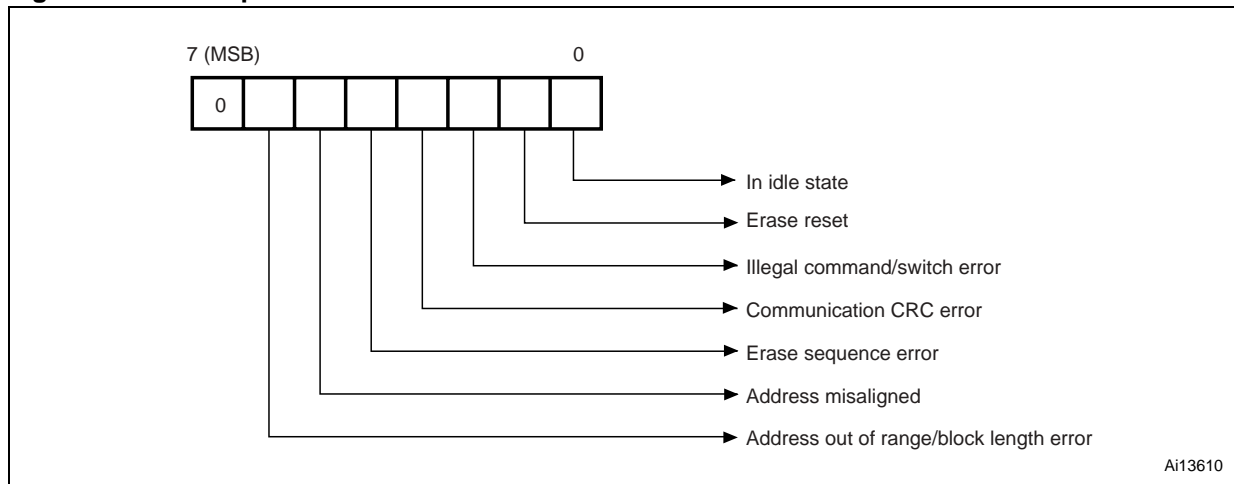 7 (MSB) 0
0
In idle state
Erase reset
Illegal command/switch error
Communication CRC error
Erase sequence error
Address misaligned
Address out of range/block length error
Ai13610